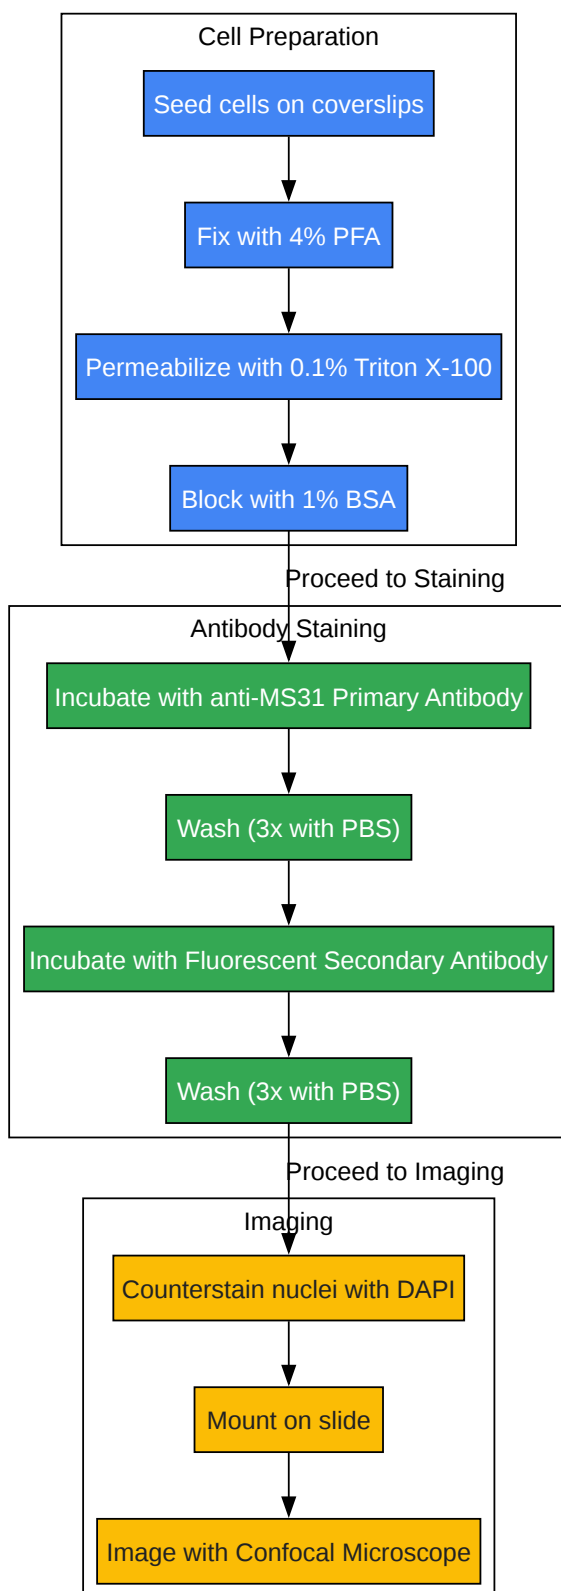 Cell Preparation
Seed cells on coverslips
Fix with 4% PFA
Permeabilize with 0.1% Triton X-100
Block with 1% BSA
Proceed to Staining
Antibody Staining
Incubate with anti-MS31 Primary Antibody
Wash (3x with PBS)
Incubate with Fluorescent Secondary Antibody
Wash (3x with PBS)
Proceed to Imaging
Imaging
Counterstain nuclei with DAPI
Mount on slide
Image with Confocal Microscope